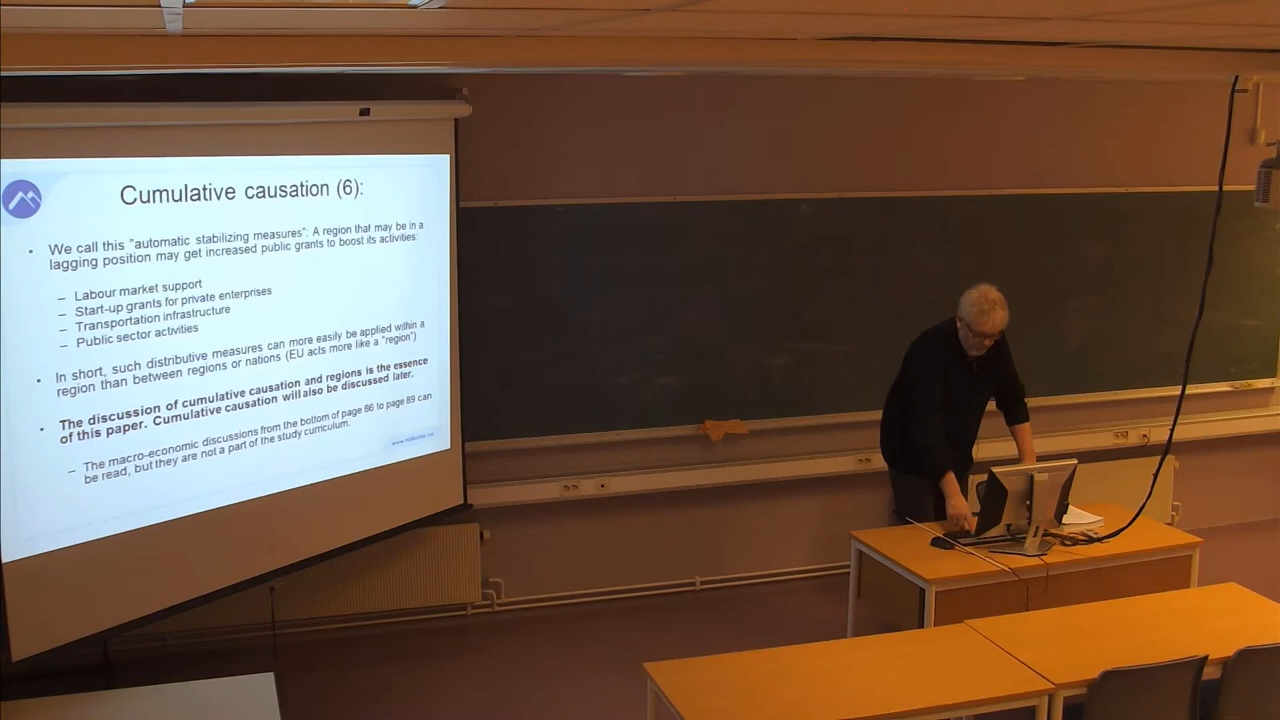 Cumulative causation (6):
• We call this "automatic stabilizing measures": A region that may be in a
lagging position may get increased public grants to boost its activities:
– Labour market support
– Start-up grants for private enterprises
– Transportation infrastructure
– Public sector activities
• In short, such distributive measures can more easily be applied within a
region than between regions or nations (EU acts more like a "region")
• The discussion of cumulative causation and regions is the essence
of this paper. Cumulative causation will also be discussed later.
– The macro-economic discussions from the bottom of page 86 to page 89 can
be read, but they are not a part of the study curriculum.